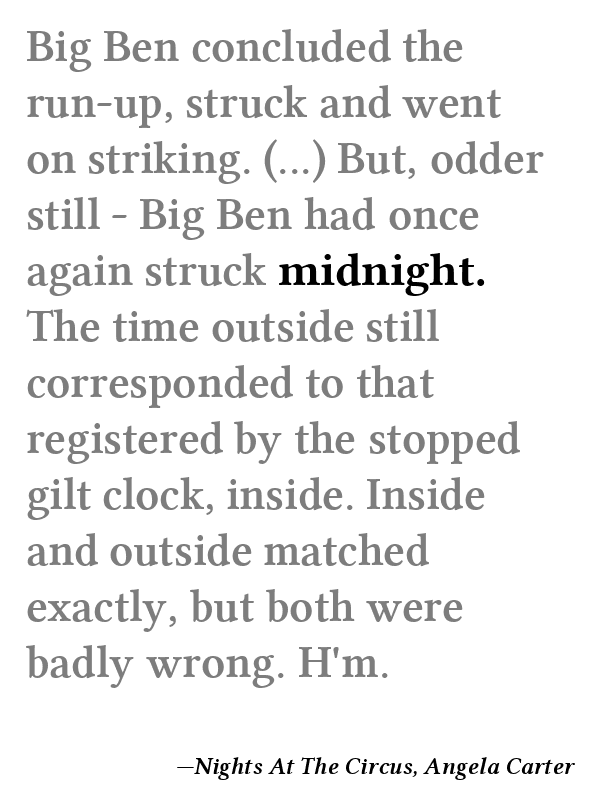 Big Ben concluded the
run-up, struck and went
on striking. (...) But, odder
still - Big Ben had once
again struck midnight.
The time outside still
corresponded to that
registered by the stopped
gilt clock, inside. Inside
and outside matched
exactly, but both were
badly wrong. H'm.
—Nights At The Circus, Angela Carter